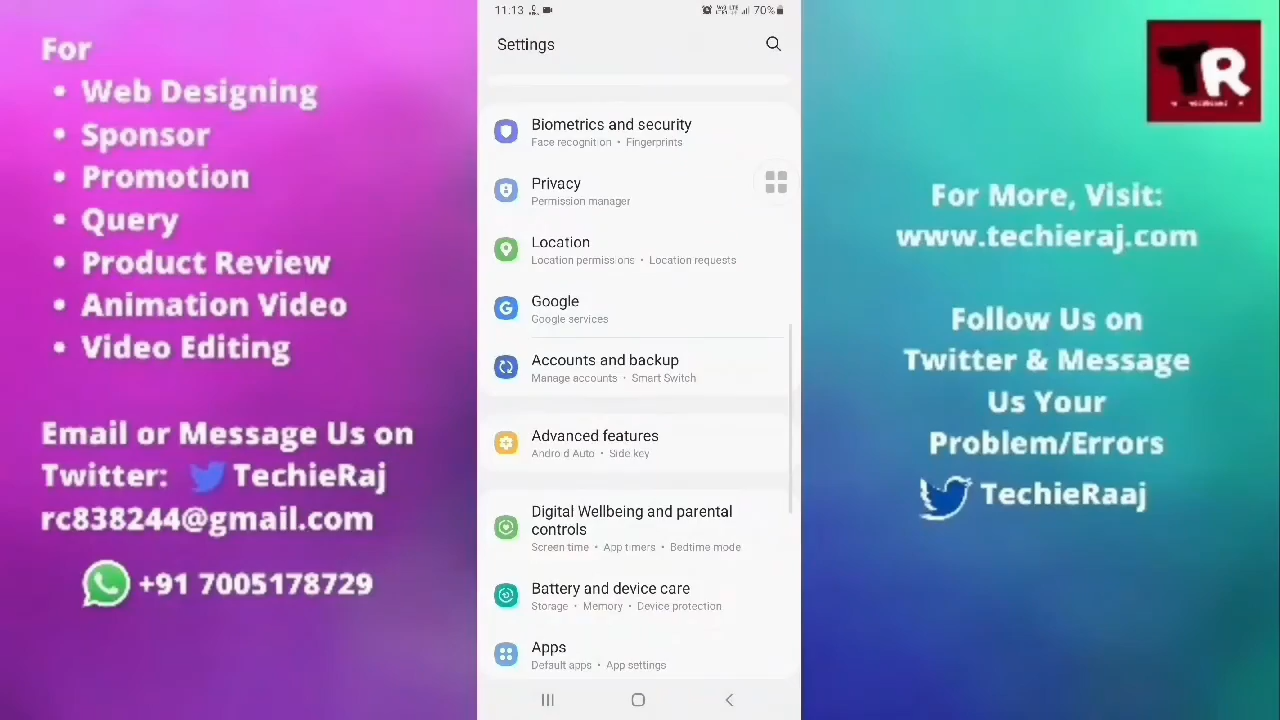 For
• Web Designing
• Sponsor
• Promotion
• Query
• Product Review
• Animation Video
• Video Editing
Email or Message Us on
Twitter: TechieRaj
rc838244@gmail.com
+91 7005178729
11:13
70%
Settings
Biometrics and security
Face recognition • Fingerprints
Privacy
Permission manager
Location
Location permissions • Location requests
Google
Google services
Accounts and backup
Manage accounts • Smart Switch
Advanced features
Android Auto • Side key
Digital Wellbeing and parental
controls
Screen time • App timers • Bedtime mode
Battery and device care
Storage • Memory • Device protection
Apps
Default apps • App settings
TR
For More, Visit:
www.techieraj.com
Follow Us on
Twitter & Message
Us Your
Problem/Errors
TechieRaaj